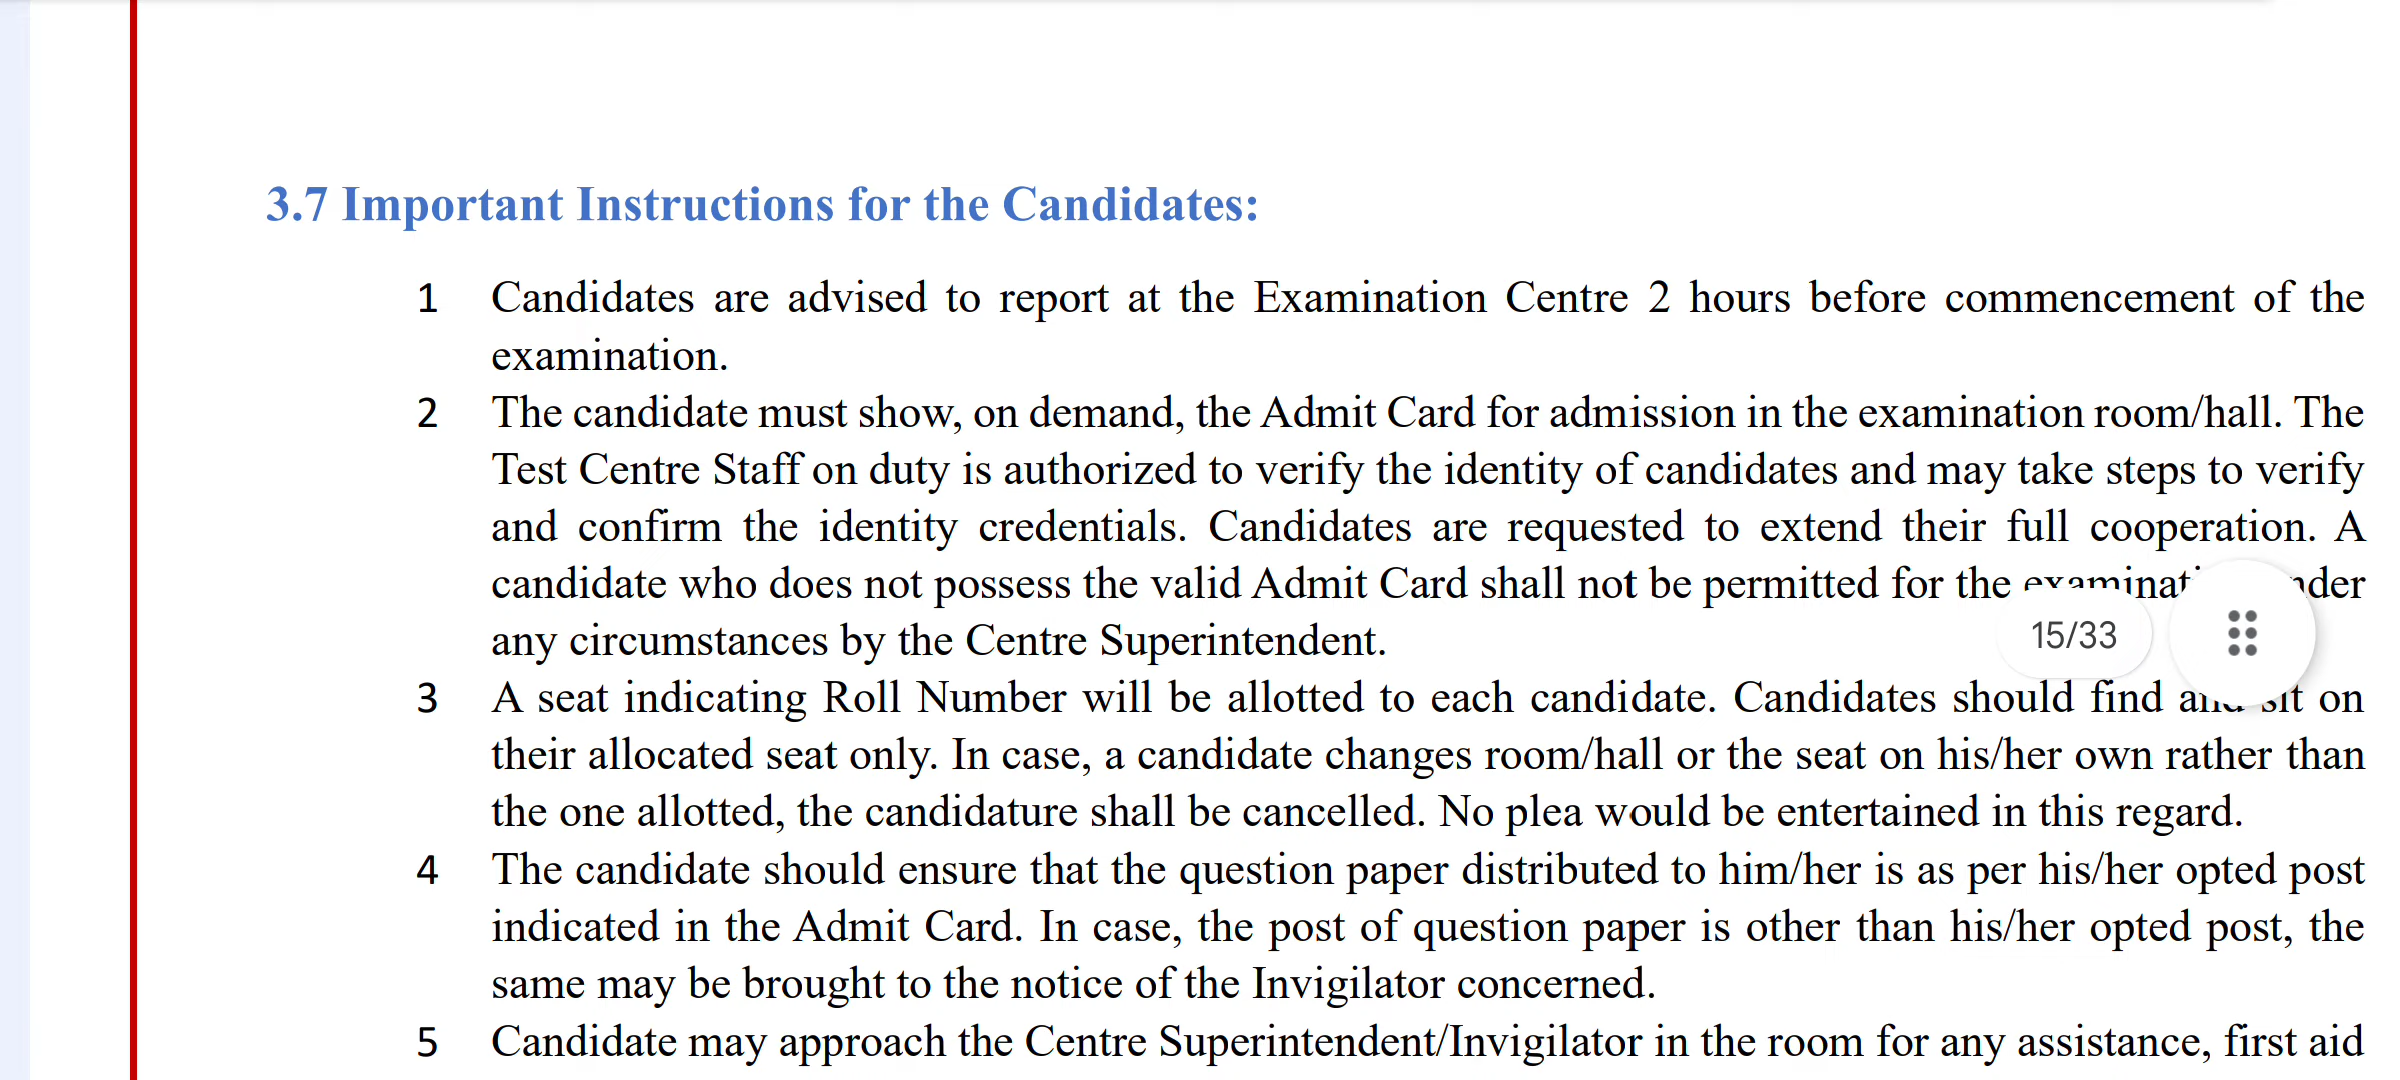 3.7 Important Instructions for the Candidates:
1 Candidates are advised to report at the Examination Centre 2 hours before commencement of the
examination.
2 The candidate must show, on demand, the Admit Card for admission in the examination room/hall. The
Test Centre Staff on duty is authorized to verify the identity of candidates and may take steps to verify
and confirm the identity credentials. Candidates are requested to extend their full cooperation. A
candidate who does not possess the valid Admit Card shall not be permitted for the
any circumstances by the Centre Superintendent.
15/33
3 A seat indicating Roll Number will be allotted to each candidate. Candidates should find and sit on
their allocated seat only. In case, a candidate changes room/hall or the seat on his/her own rather than
the one allotted, the candidature shall be cancelled. No plea would be entertained in this regard.
4 The candidate should ensure that the question paper distributed to him/her is as per his/her opted post
indicated in the Admit Card. In case, the post of question paper is other than his/her opted post, the
same may be brought to the notice of the Invigilator concerned.
5 Candidate may approach the Centre Superintendent/Invigilator in the room for any assistance, first aid